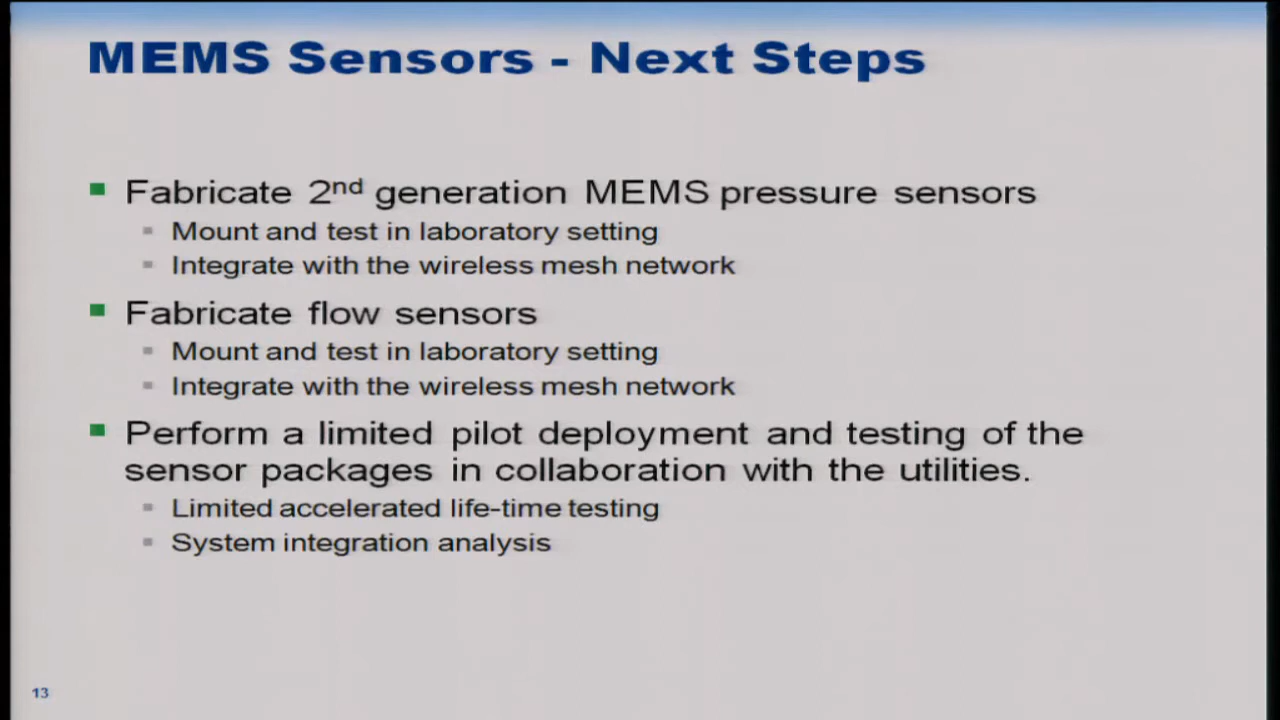 MEMS Sensors - Next Steps
Fabricate 2nd generation MEMS pressure sensors
Mount and test in laboratory setting
Integrate with the wireless mesh network
Fabricate flow sensors
Mount and test in laboratory setting
Integrate with the wireless mesh network
Perform a limited pilot deployment and testing of the
sensor packages in collaboration with the utilities.
Limited accelerated life-time testing
System integration analysis
13